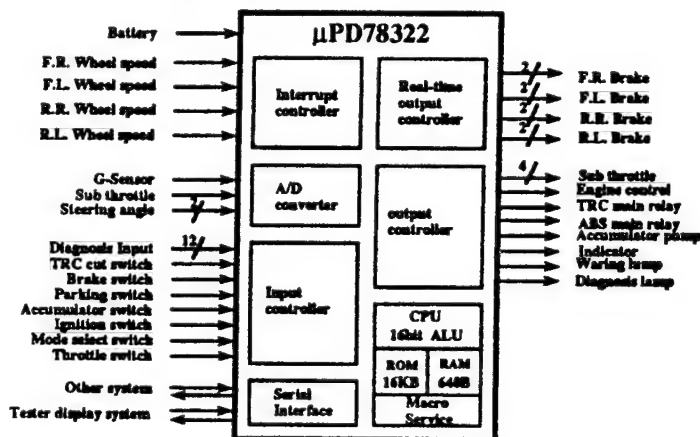 μPD78322
Battery
F.R. Wheel speed
F.L. Wheel speed
R.R. Wheel speed
R.L. Wheel speed
G-Sensor
Sub throttle
Steering angle
2
Diagnosis Input
12
TRC cut switch
Brake switch
Parking switch
Accumulator switch
Ignition switch
Mode select switch
Throttle switch
Other system
Tester display system
Interrupt
controller
A/D
converter
Input
controller
Serial
Interface
Real-time
output
controller
output
controller
CPU
16bit ALU
ROM
16KB
RAM
640B
Macro
Service
2
F.R. Brake
2
F.L. Brake
2
R.R. Brake
2
R.L. Brake
4
Sub throttle
Engine control
TRC main relay
ABS main relay
Accumulator pump
Indicator
Waring lamp
Diagnosis lamp